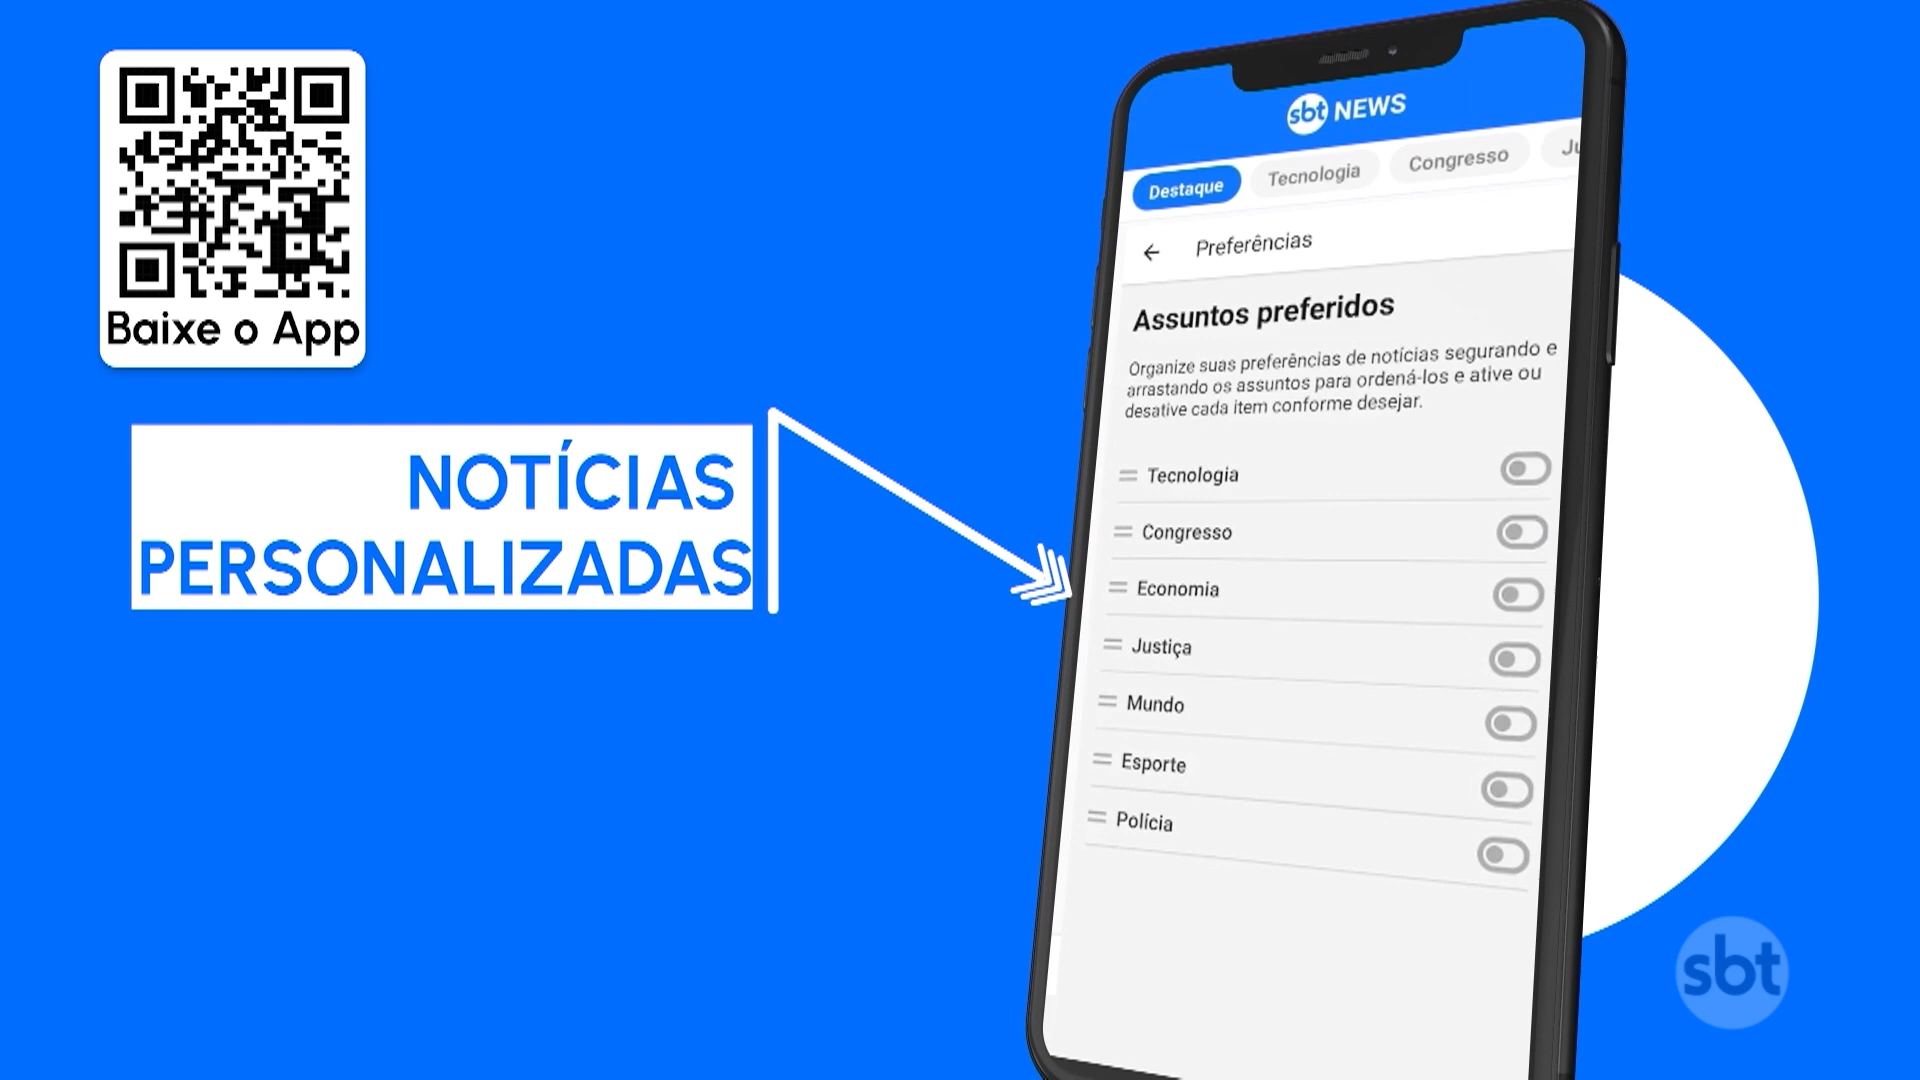 Baixe o App
NOTÍCIAS
PERSONALIZADAS
sbt NEWS
Destaque
Tecnologia
Congresso
Ju
Preferências
Assuntos preferidos
Organize suas preferências de notícias segurando e
arrastando os assuntos para ordená-los e ative ou
desative cada item conforme desejar.
Tecnologia
Congresso
Economia
Justiça
Mundo
Esporte
Polícia
sbt